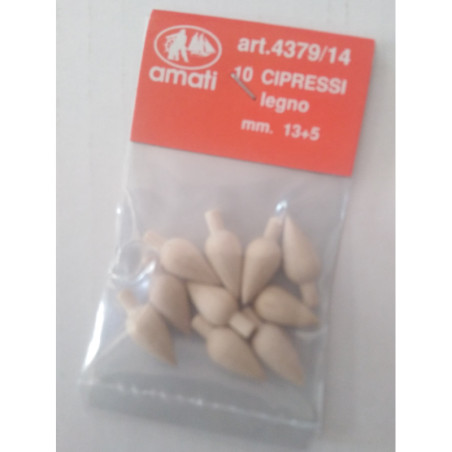 art.4379/14
amati
10 CIPRESSI
legno
mm. 13+5